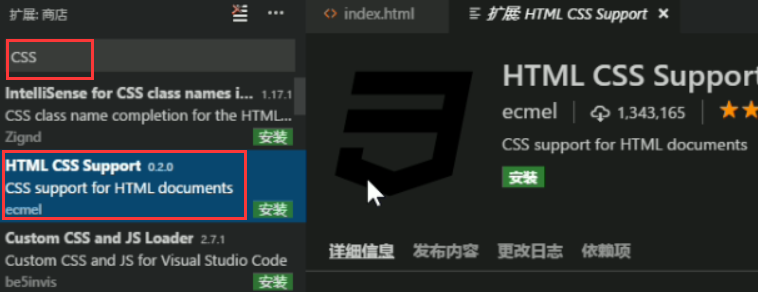 扩展: 商店
CSS
IntelliSense for CSS class names i... 1.17.1
CSS class name completion for the HTML...
Zignd 安装
HTML CSS Support 0.2.0
CSS support for HTML documents
ecmel 安装
Custom CSS and JS Loader 2.7.1
Custom CSS and JS for Visual Studio Code
be5invis 安装
index.html
扩展: HTML CSS Support
HTML CSS Support
ecmel 1,343,165
CSS support for HTML documents
安装
详细信息 发布内容 更改日志 依赖项